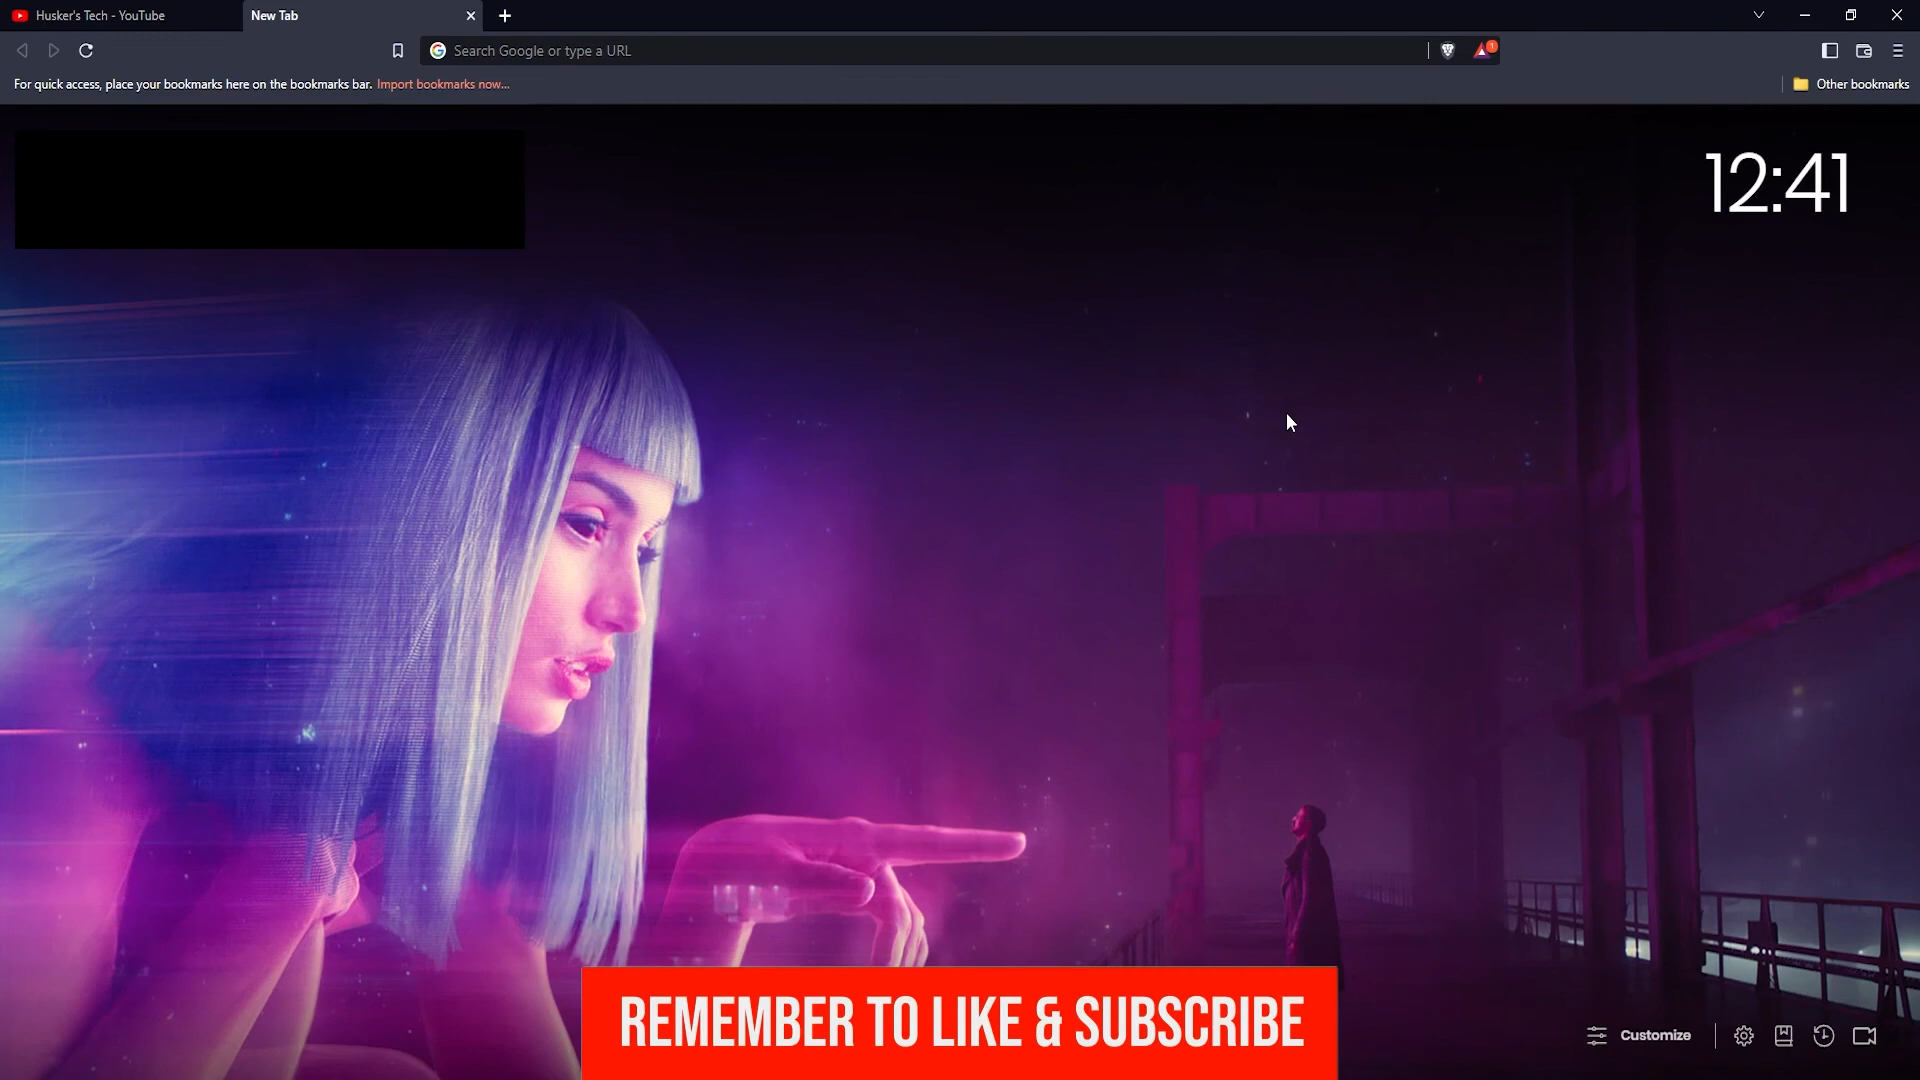 Husker's Tech - YouTube
New Tab
Search Google or type a URL
1
For quick access, place your bookmarks here on the bookmarks bar. Import bookmarks now...
Other bookmarks
12:41
REMEMBER TO LIKE & SUBSCRIBE
Customize